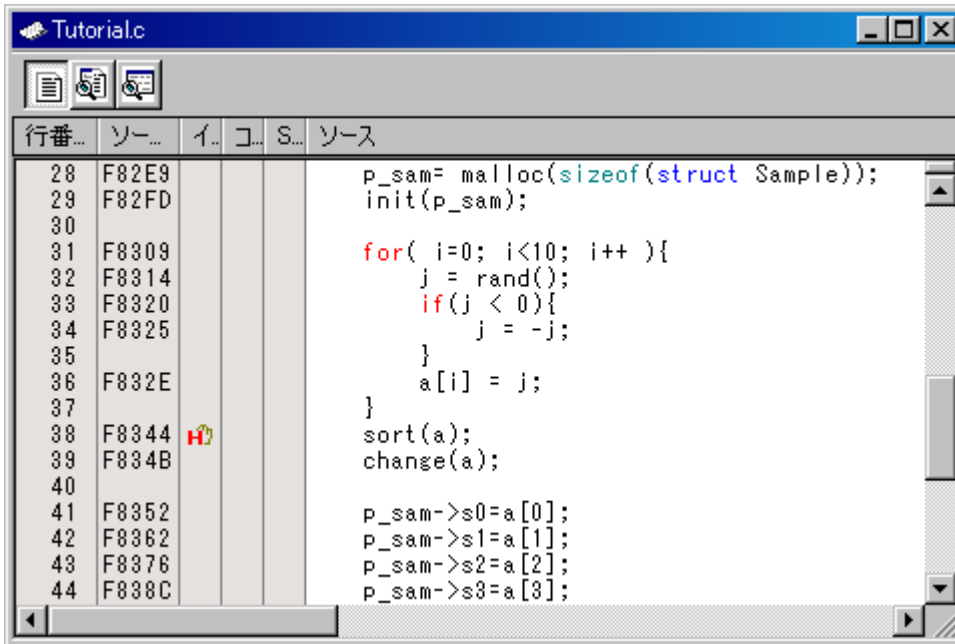 Tutorial.c
行番... ソー... イ.. コ... S... ソース
28 F82E9 p_sam= malloc(sizeof(struct Sample));
29 F82FD init(p_sam);
30
31 F8309 for( i=0; i<10; i++ ){
32 F8314 j = rand();
33 F8320 if(j < 0){
34 F8325 j = -j;
35 }
36 F832E a[i] = j;
37 }
38 F8344 H sort(a);
39 F834B change(a);
40
41 F8352 p_sam->s0=a[0];
42 F8362 p_sam->s1=a[1];
43 F8376 p_sam->s2=a[2];
44 F838C p_sam->s3=a[3];